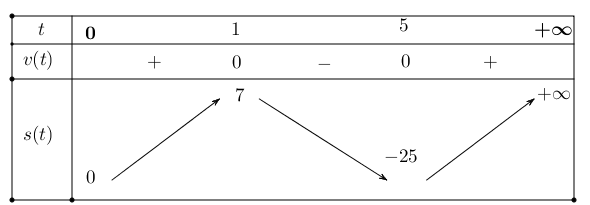 t 0 1 5 +∞
v(t) + 0 − 0 +
7 +∞
s(t)
−25
0